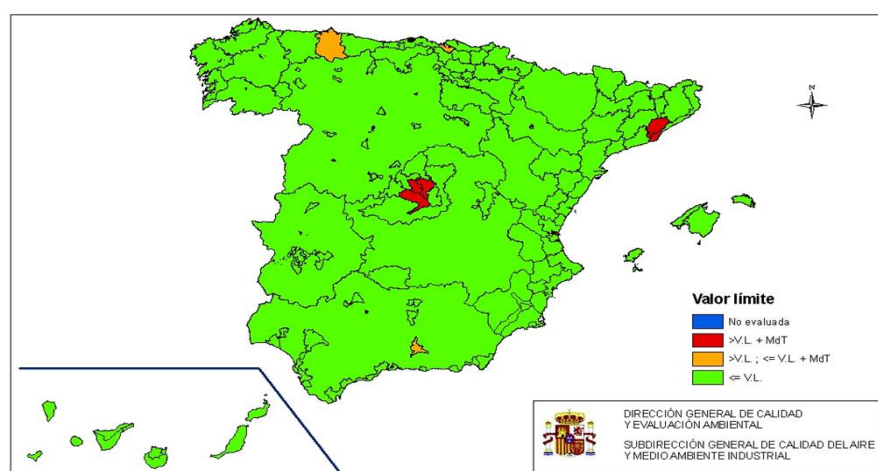 N
Valor límite
No evaluada
>V.L. + MdT
>V.L. ; <= V.L. + MdT
<= V.L.
DIRECCIÓN GENERAL DE CALIDAD
Y EVALUACIÓN AMBIENTAL
SUBDIRECCIÓN GENERAL DE CALIDAD DEL AIRE
Y MEDIO AMBIENTE INDUSTRIAL